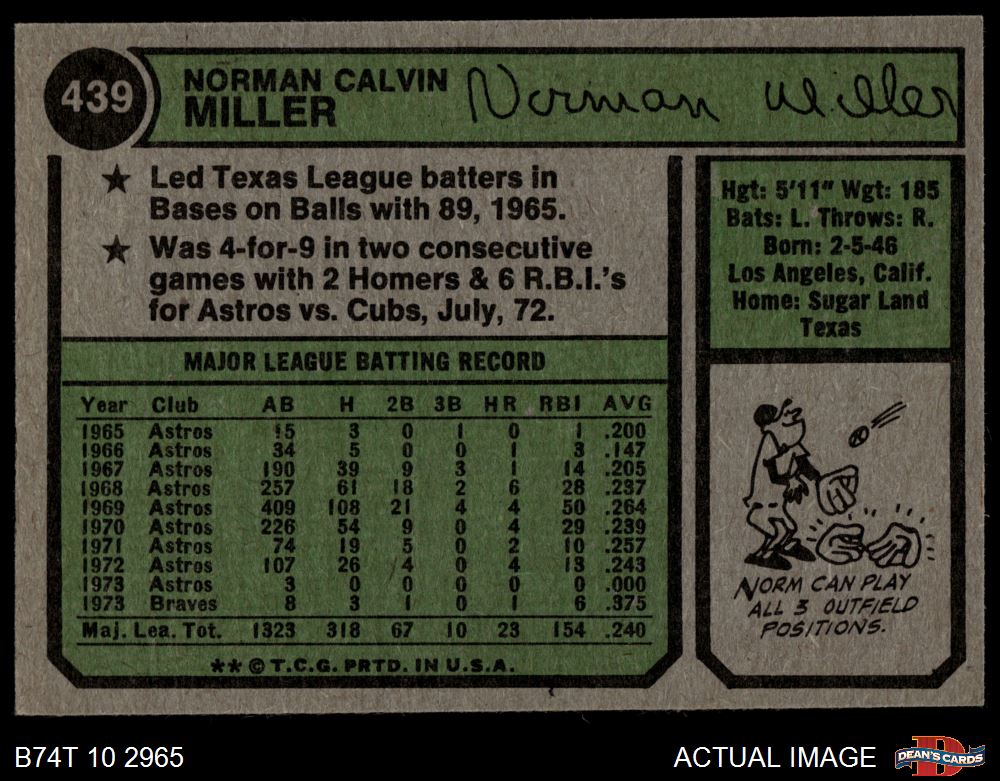 439
NORMAN CALVIN
MILLER
Norman Miller
★ Led Texas League batters in
Bases on Balls with 89, 1965.
★ Was 4-for-9 in two consecutive
games with 2 Homers & 6 R.B.I.'s
for Astros vs. Cubs, July, 72.
Hgt: 5'11" Wgt: 185
Bats: L. Throws: R.
Born: 2-5-46
Los Angeles, Calif.
Home: Sugar Land
Texas
MAJOR LEAGUE BATTING RECORD
Year Club AB H 2B 3B HR RBI AVG
1965 Astros 15 3 0 1 0 1 .200
1966 Astros 34 5 0 0 1 3 .147
1967 Astros 190 39 9 3 1 14 .205
1968 Astros 257 61 18 2 6 28 .237
1969 Astros 409 108 21 4 4 50 .264
1970 Astros 226 54 9 0 4 29 .239
1971 Astros 74 19 5 0 2 10 .257
1972 Astros 107 26 4 0 4 13 .243
1973 Astros 3 0 0 0 0 0 .000
1973 Braves 8 3 1 0 1 6 .375
Maj. Lea. Tot. 1323 318 67 10 23 154 .240
**© T.C.G. PRTD. IN U.S.A.
NORM CAN PLAY
ALL 3 OUTFIELD
POSITIONS.
B74T 10 2965
ACTUAL IMAGE
D
DEAN'S CARDS